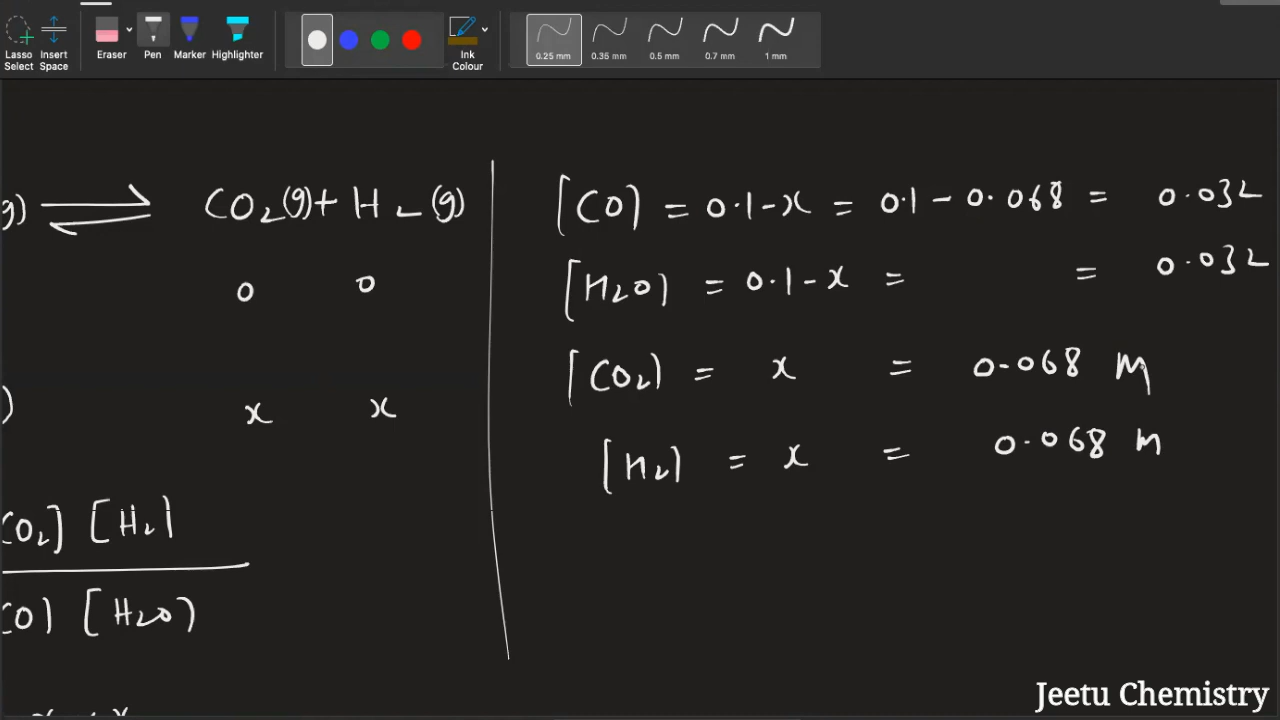 Lasso Select
Insert Space
Eraser
Pen
Marker
Highlighter
Ink Colour
0.25 mm
0.35 mm
0.5 mm
0.7 mm
1 mm
g) ⇌ CO₂(g) + H₂(g)
0 0
) x x
CO₂] [H₂]
CO) [H₂O)
[CO) = 0.1-x = 0.1 - 0.068 = 0.032
[H₂O) = 0.1-x = = 0.032
[CO₂) = x = 0.068 M
[H₂) = x = 0.068 M
Jeetu Chemistry